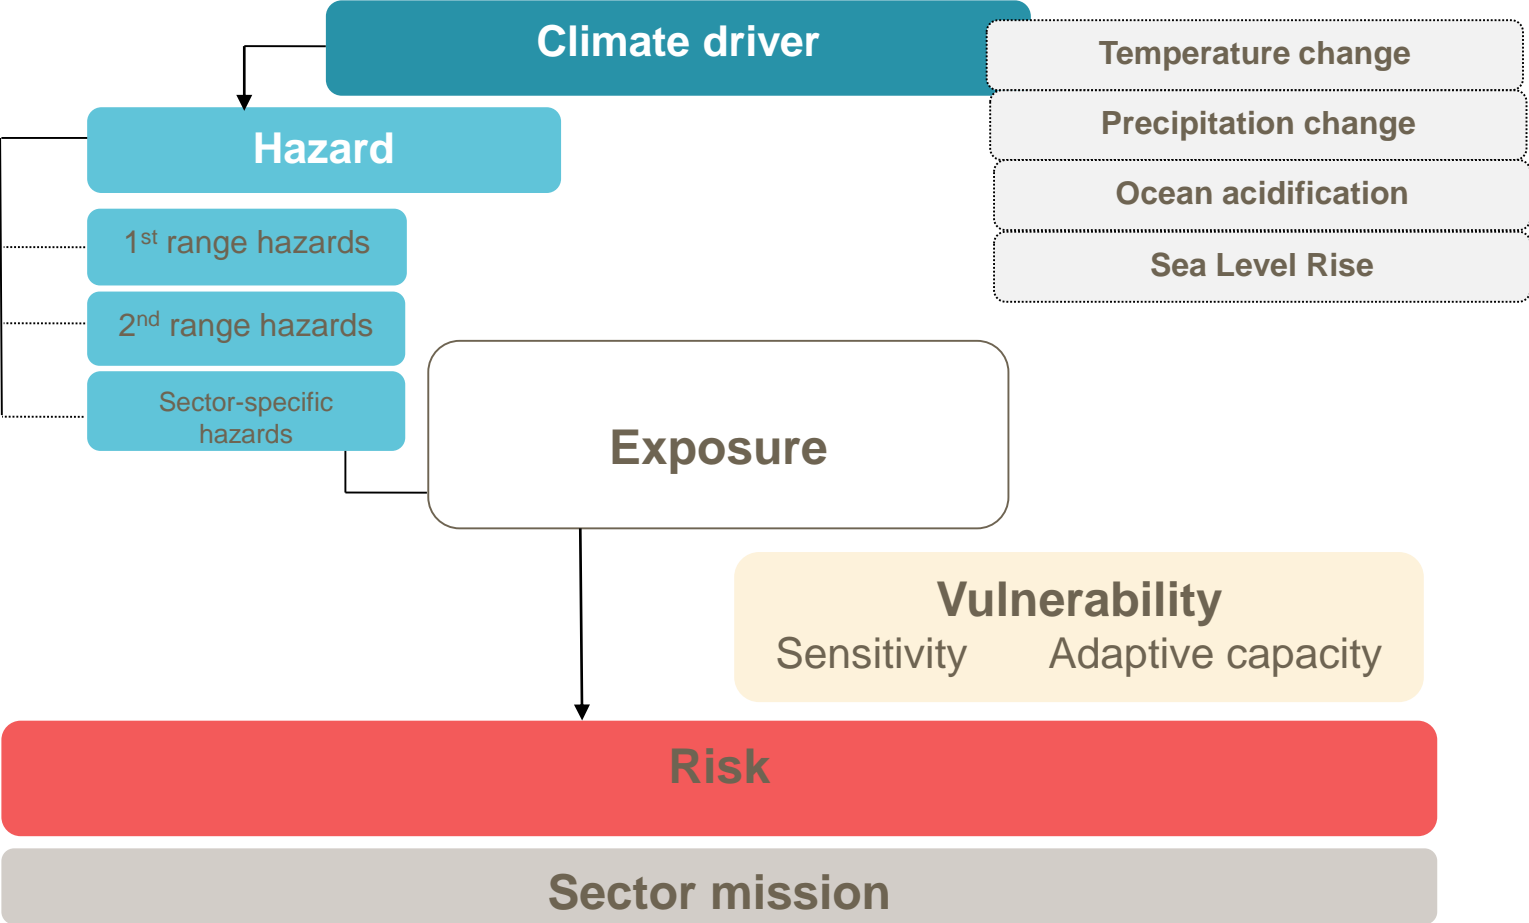 Climate driver
Temperature change
Precipitation change
Ocean acidification
Sea Level Rise
Hazard
1st range hazards
2nd range hazards
Sector-specific
hazards
Exposure
Vulnerability
Sensitivity Adaptive capacity
Risk
Sector mission